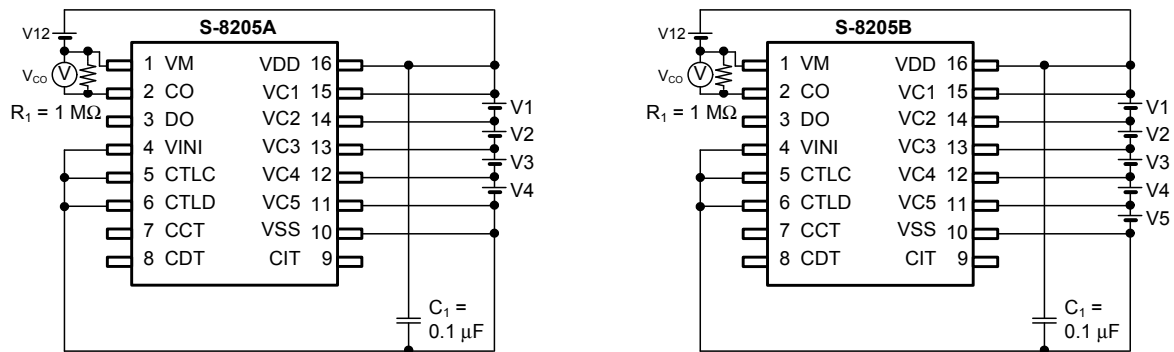 S-8205A
V12
V
VCO
R1 = 1 MΩ
1 VM
2 CO
3 DO
4 VINI
5 CTLC
6 CTLD
7 CCT
8 CDT
VDD 16
VC1 15
VC2 14
VC3 13
VC4 12
VC5 11
VSS 10
CIT 9
V1
V2
V3
V4
C1 =
0.1 μF
S-8205B
V12
V
VCO
R1 = 1 MΩ
1 VM
2 CO
3 DO
4 VINI
5 CTLC
6 CTLD
7 CCT
8 CDT
VDD 16
VC1 15
VC2 14
VC3 13
VC4 12
VC5 11
VSS 10
CIT 9
V1
V2
V3
V4
V5
C1 =
0.1 μF